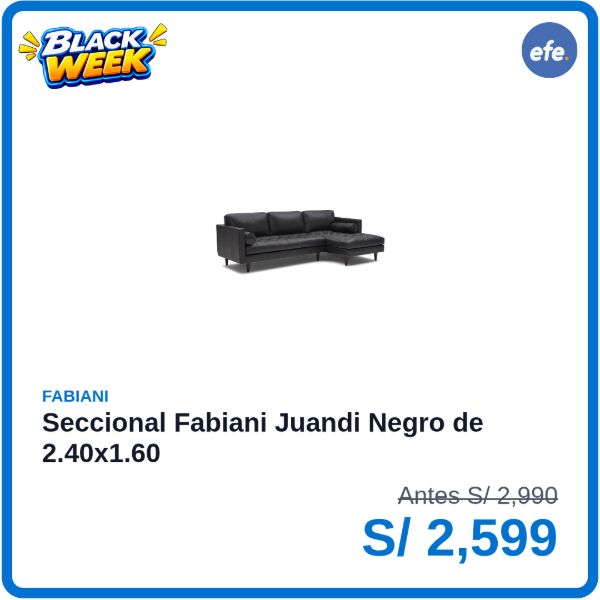 BLACK
WEEK
efe.
FABIANI
Seccional Fabiani Juandi Negro de
2.40x1.60
Antes S/ 2,990
S/ 2,599